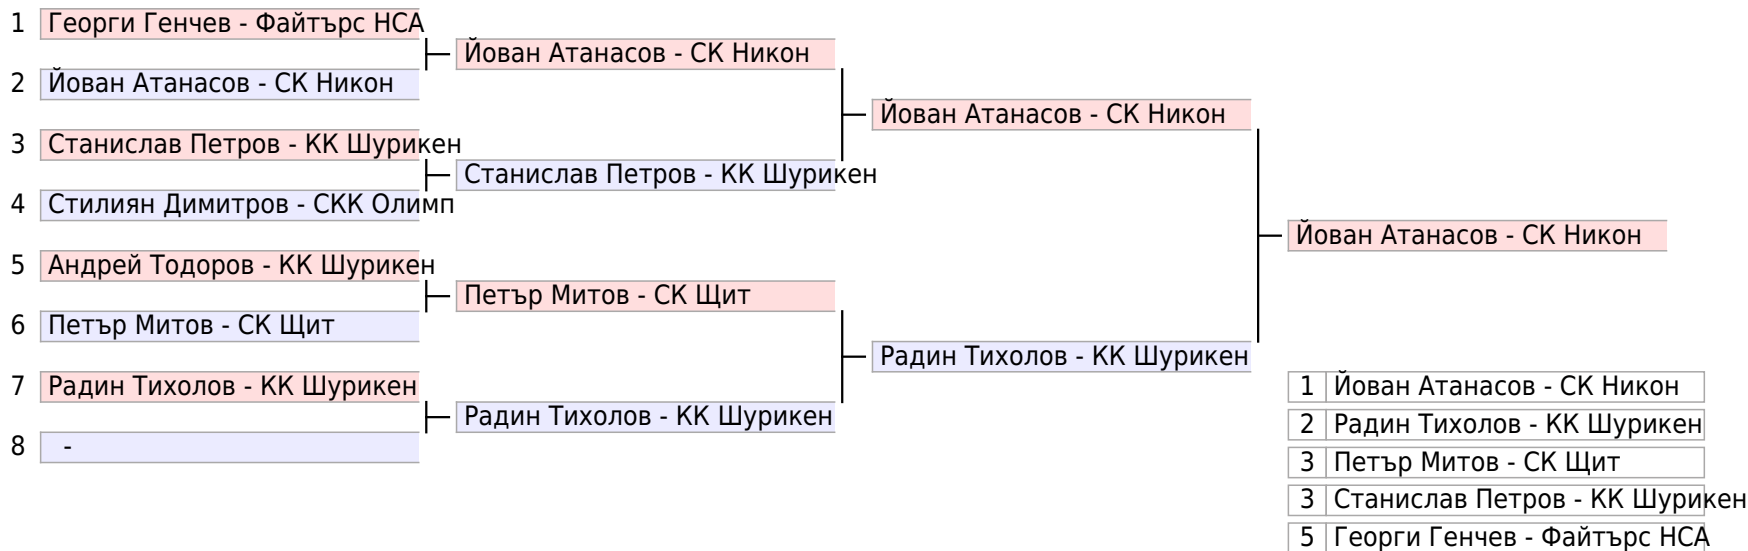 1 Георги Генчев - Файтърс НСА
2 Йован Атанасов - СК Никон
3 Станислав Петров - КК Шурикен
4 Стилиян Димитров - СКК Олимп
5 Андрей Тодоров - КК Шурикен
6 Петър Митов - СК Щит
7 Радин Тихолов - КК Шурикен
8 -
Йован Атанасов - СК Никон
Станислав Петров - КК Шурикен
Петър Митов - СК Щит
Радин Тихолов - КК Шурикен
Йован Атанасов - СК Никон
Радин Тихолов - КК Шурикен
Йован Атанасов - СК Никон
1 Йован Атанасов - СК Никон
2 Радин Тихолов - КК Шурикен
3 Петър Митов - СК Щит
3 Станислав Петров - КК Шурикен
5 Георги Генчев - Файтърс НСА